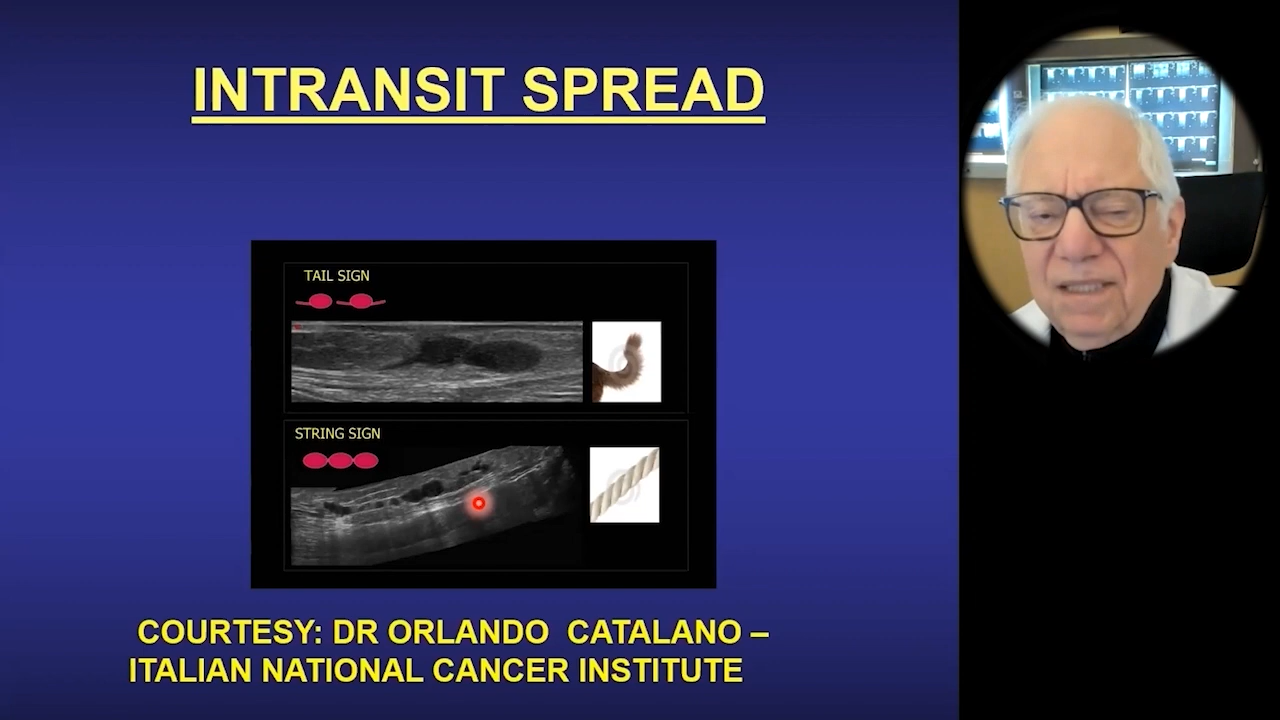 INTRANSIT SPREAD
TAIL SIGN
STRING SIGN
COURTESY: DR ORLANDO CATALANO –
ITALIAN NATIONAL CANCER INSTITUTE